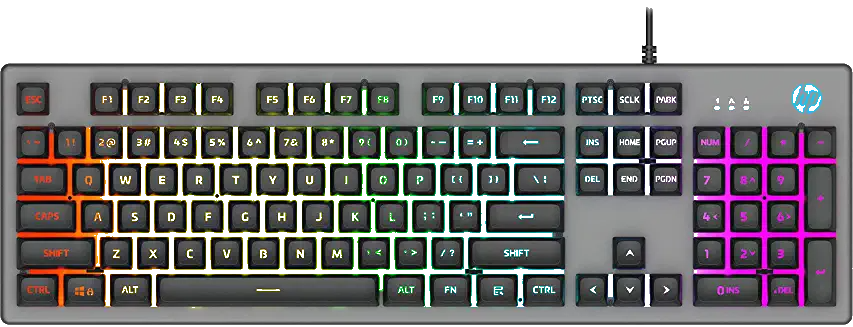 ESC F1 F2 F3 F4 F5 F6 F7 F8 F9 F10 F11 F12 PTSC SCLK PABK 1 A hp
1! 2@ 3# 4$ 5% 6^ 7& 8* 9( 0) - = + INS HOME PGUP NUM / * -
TAB Q W E R T Y U I O P [{ ]} \| DEL END PGDN 7 8 9 +
CAPS A S D F G H J K L ;: '" 4 5 6
SHIFT Z X C V B N M , < . > / ? SHIFT 1 2 3
CTRL ALT ALT FN CTRL 0 INS . DEL